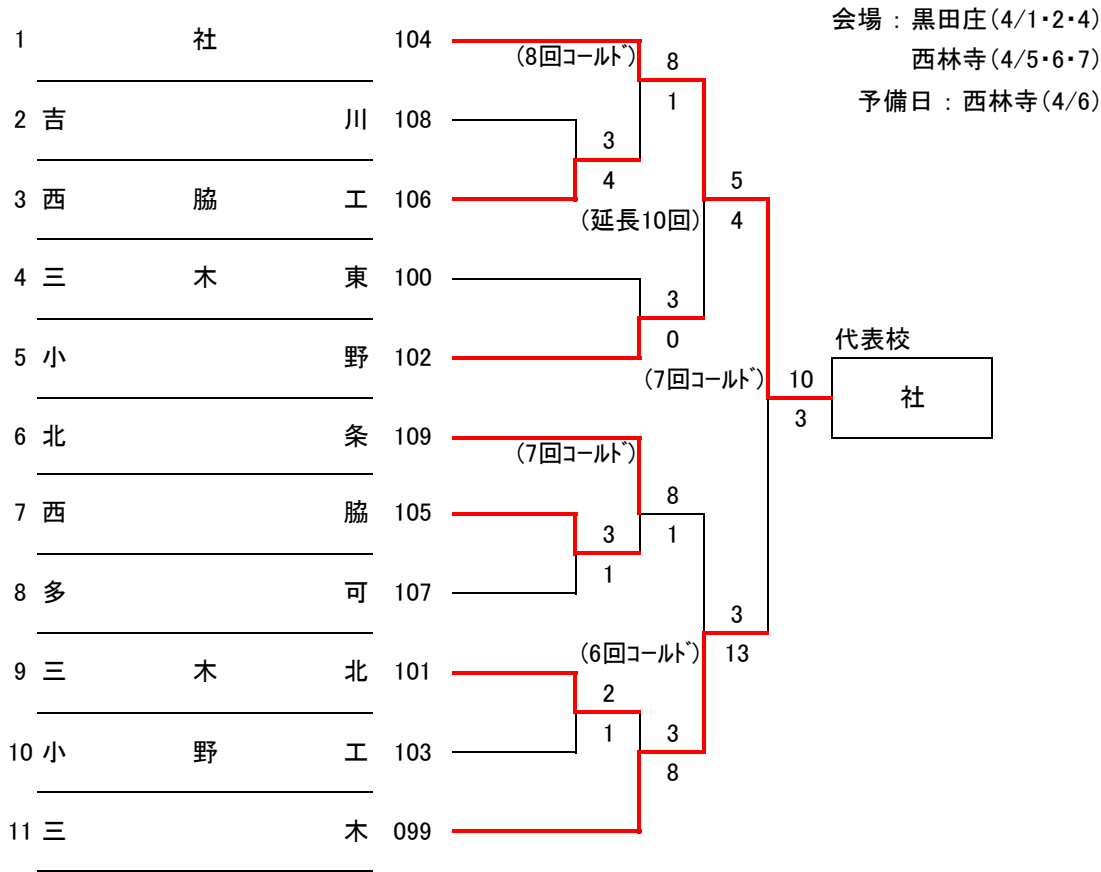 会場：黒田庄(4/1・2・4)
西林寺(4/5・6・7)
予備日：西林寺(4/6)
1 社 104
(8回ｺｰﾙﾄﾞ) 8
1
2 吉川 108
3
4
3 西脇工 106
5
(延長10回) 4
4 三木東 100
3
0
5 小野 102
代表校
(7回ｺｰﾙﾄﾞ) 10
3
社
6 北条 109
(7回ｺｰﾙﾄﾞ)
8
1
7 西脇 105
3
1
8 多可 107
3
(6回ｺｰﾙﾄﾞ) 13
9 三木北 101
2
1
3
8
10 小野工 103
11 三木 099